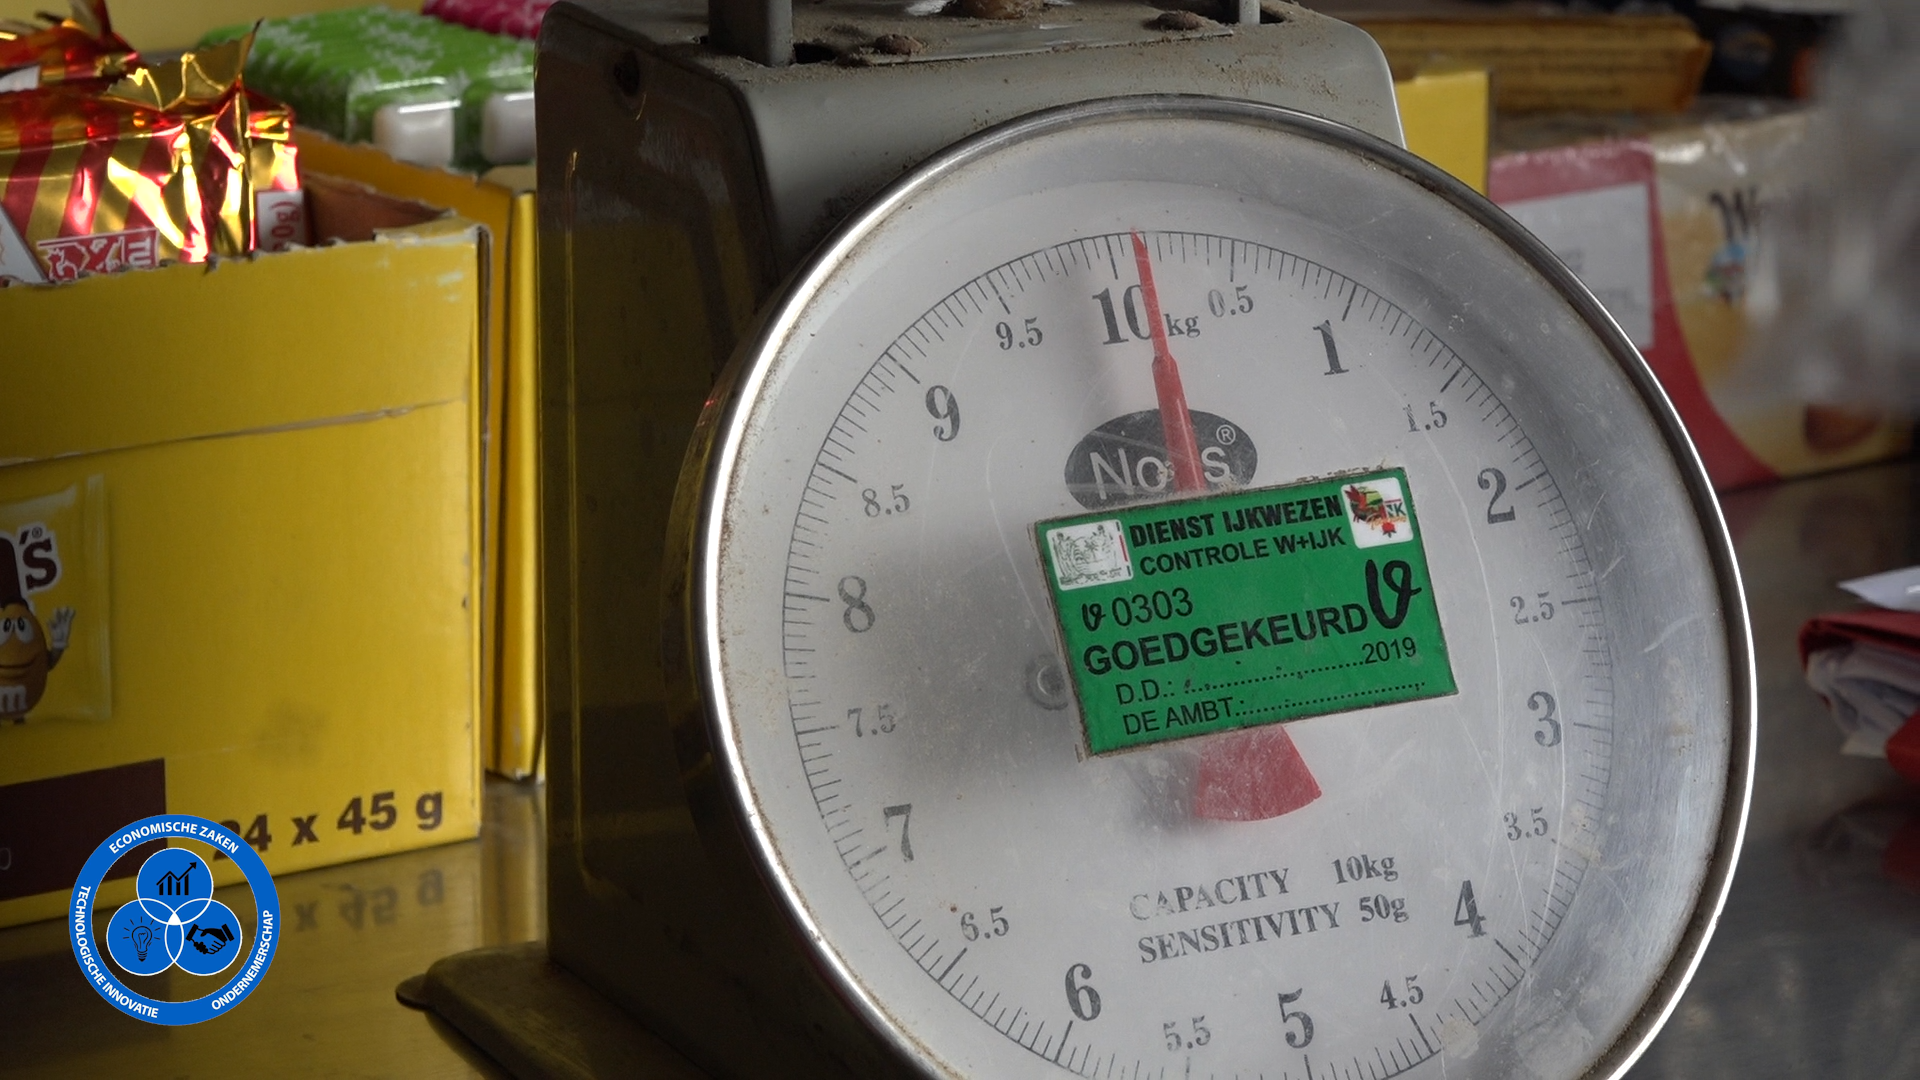 10 kg
0.5
1
1.5
2
2.5
3
3.5
4
4.5
5
5.5
6
6.5
7
7.5
8
8.5
9
9.5
®
DIENST IJKWEZEN
CONTROLE W+IJK
0303
GOEDGEKEURD
2019
D.D.:
DE AMBT.:
CAPACITY 10kg
SENSITIVITY 50g
's®
m
24 x 45 g
ECONOMISCHE ZAKEN
TECHNOLOGISCHE INNOVATIE
ONDERNEMERSCHAP